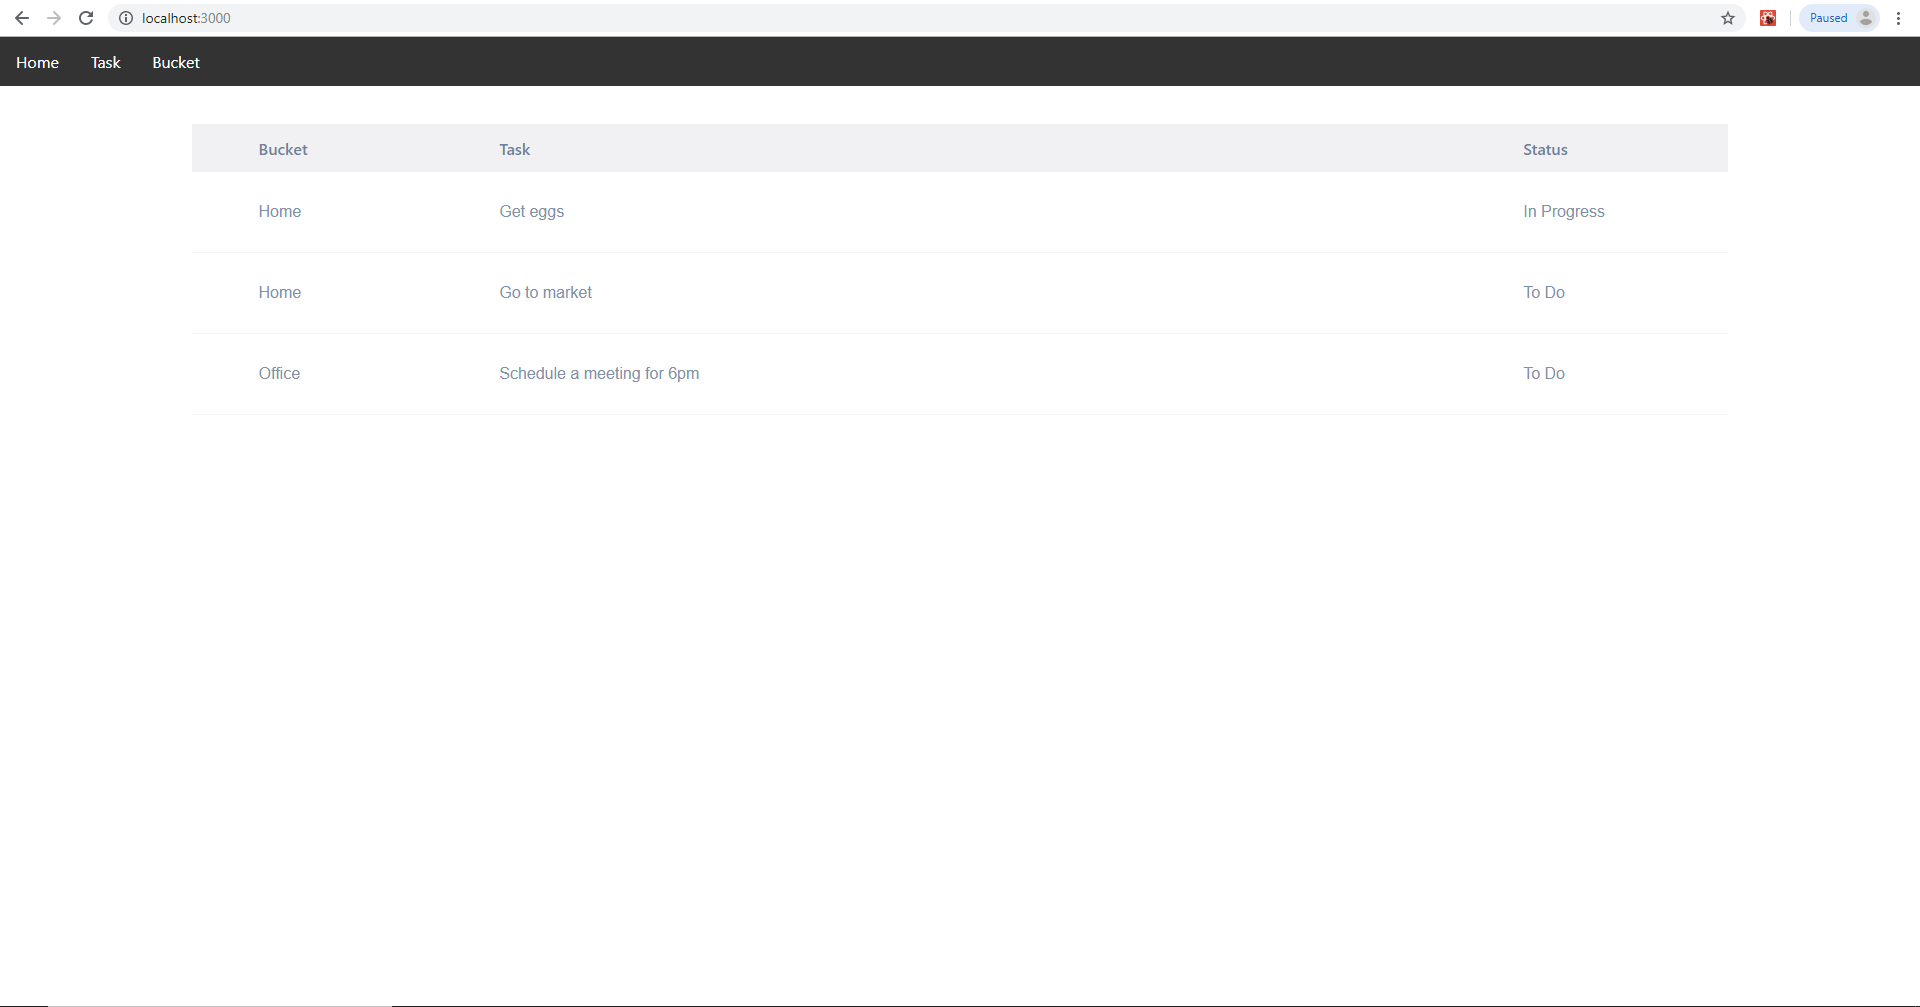 localhost:3000
Paused
Home Task Bucket
Bucket Task Status
Home Get eggs In Progress
Home Go to market To Do
Office Schedule a meeting for 6pm To Do